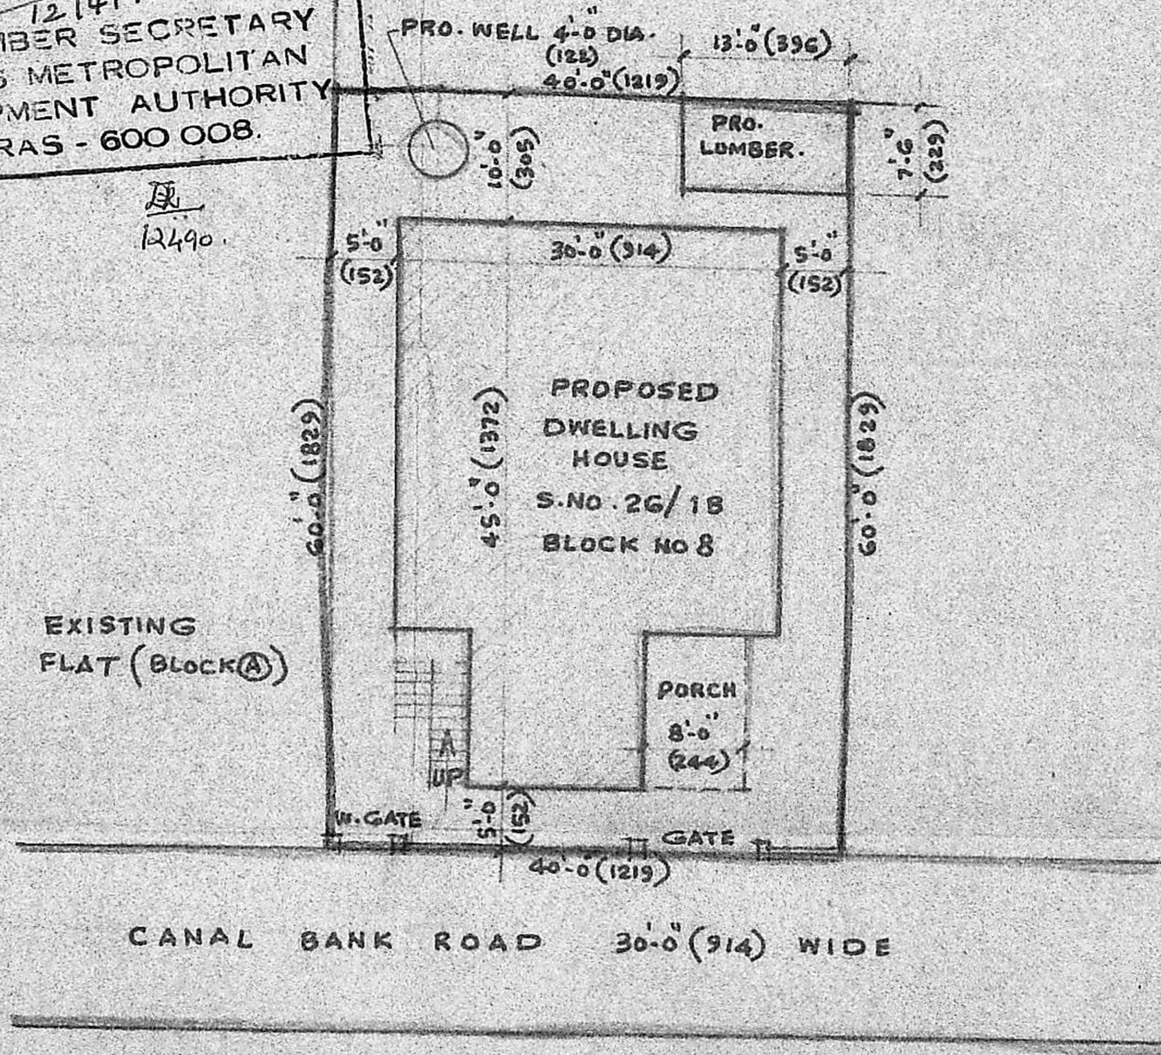 BER SECRETARY
METROPOLITAN
PMENT AUTHORITY
RAS - 600 008.
12490.
PRO. WELL 4'-0" DIA.
(122)
13'-0" (396)
40'-0" (1219)
PRO.
LUMBER.
10'-0"
(305)
7'-6"
(229)
5'-0"
(152)
30'-0" (914)
5'-0"
(152)
60'-0" (1829)
45'-0" (1372)
PROPOSED
DWELLING
HOUSE
S.NO. 26/1B
BLOCK NO 8
60'-0" (1829)
EXISTING
FLAT (BLOCK A)
PORCH
8'-0"
(244)
UP
W.GATE
5'-0"
(152)
GATE
40'-0" (1219)
CANAL BANK ROAD 30'-0" (914) WIDE